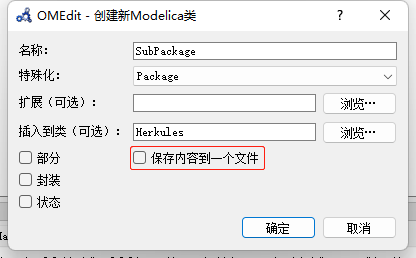 OMEdit - 创建新Modelica类
名称: SubPackage
特殊化: Package
扩展（可选）: 浏览…
插入到类（可选）: Herkules 浏览…
部分 保存内容到一个文件
封装
状态
确定 取消